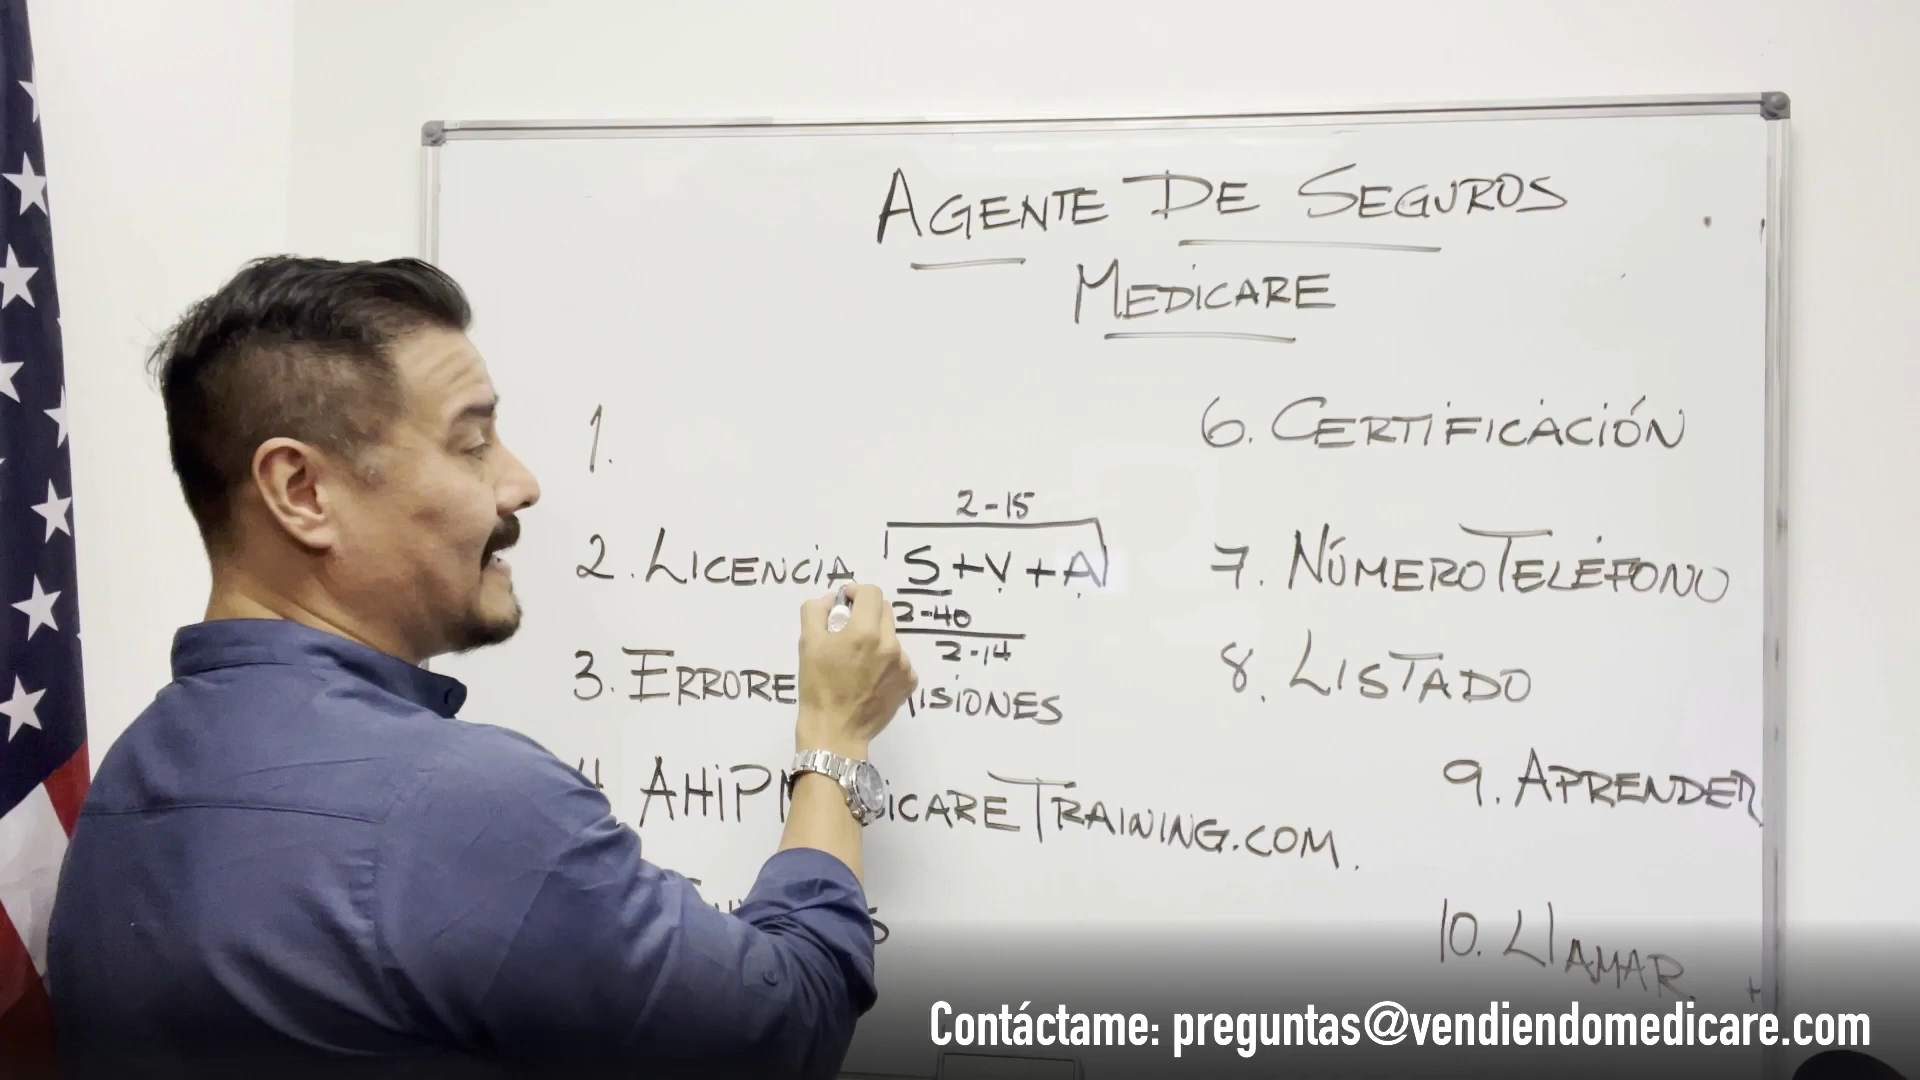 AGENTE DE SEGUROS
MEDICARE
1.
2. LICENCIA
2-15
S + V + A
2-40
2-14
3. ERRORE ISIONES
AHIP M ICARETRAINING.COM.
6. CERTIFICACIÓN
7. NÚMERO TELÉFONO
8. LISTADO
9. APRENDER
10. LLAMAR
Contáctame: preguntas@vendiendomedicare.com